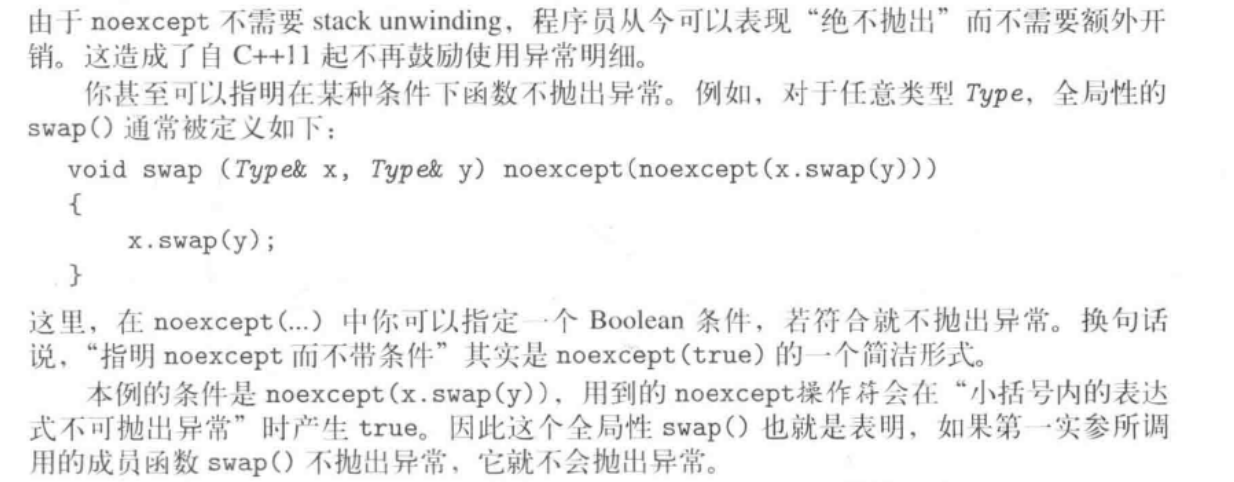 由于 noexcept 不需要 stack unwinding，程序员从今可以表现“绝不抛出”而不需要额外开
销。这造成了自 C++11 起不再鼓励使用异常明细。
你甚至可以指明在某种条件下函数不抛出异常。例如，对于任意类型 Type，全局性的
swap() 通常被定义如下：
void swap (Type& x, Type& y) noexcept(noexcept(x.swap(y)))
{
x.swap(y);
}
这里，在 noexcept(...) 中你可以指定一个 Boolean 条件，若符合就不抛出异常。换句话
说，“指明 noexcept 而不带条件”其实是 noexcept(true) 的一个简洁形式。
本例的条件是 noexcept(x.swap(y))，用到的 noexcept操作符会在“小括号内的表达
式不可抛出异常”时产生 true。因此这个全局性 swap() 也就是表明，如果第一实参所调
用的成员函数 swap() 不抛出异常，它就不会抛出异常。